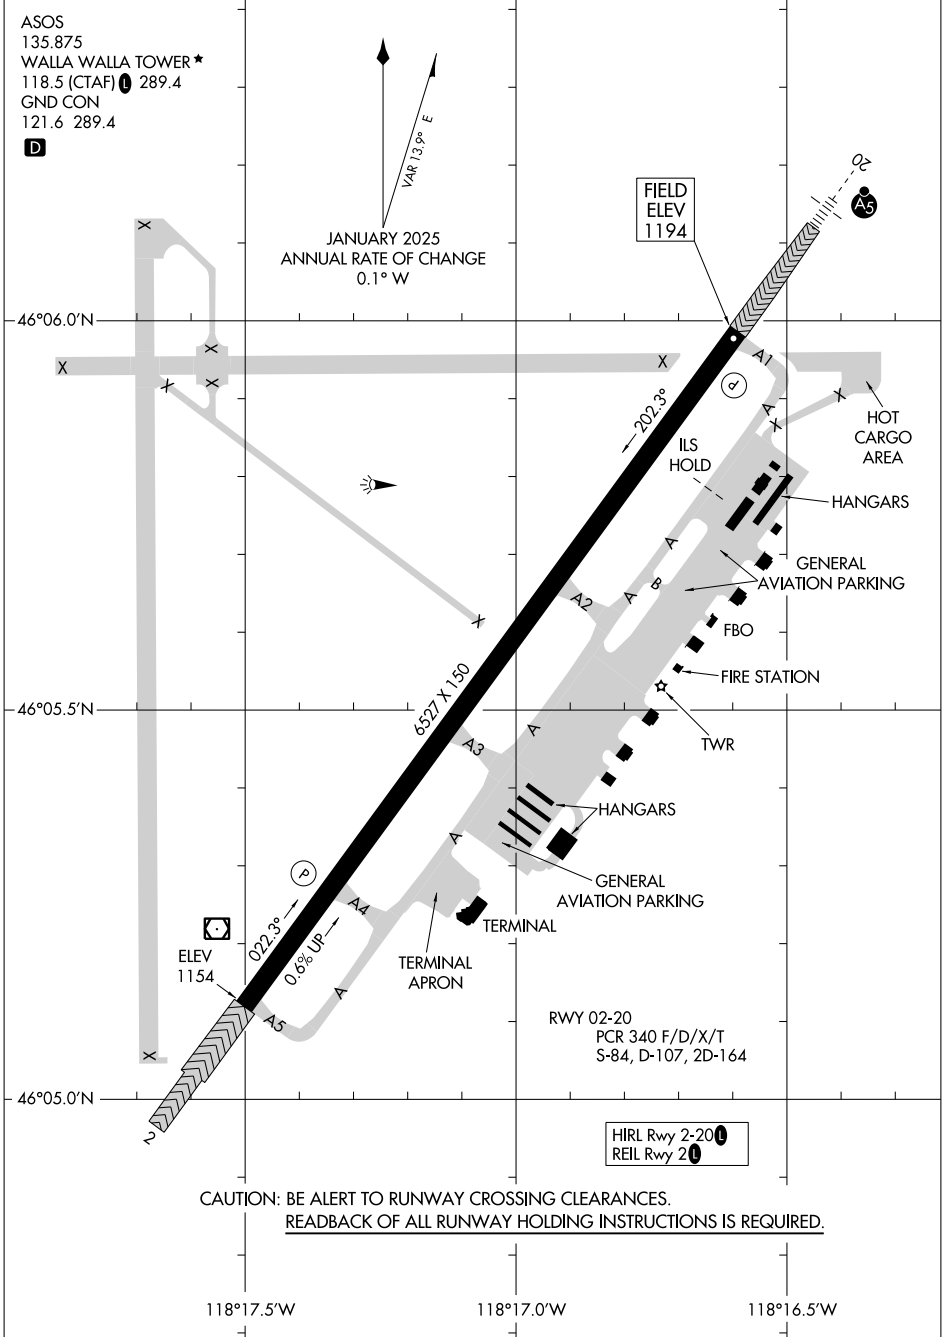 ASOS
135.875
WALLA WALLA TOWER★
118.5 (CTAF) L 289.4
GND CON
121.6 289.4
D
VAR 13.9° E
JANUARY 2025
ANNUAL RATE OF CHANGE
0.1° W
20
A5
FIELD
ELEV
1194
46°06.0'N
X
X
X
X
X
X
X
X
X
X
X
A1
P
A
HOT
CARGO
AREA
202.3°
ILS
HOLD
HANGARS
A
GENERAL
AVIATION PARKING
B
A
A2
FBO
FIRE STATION
6527 X 150
46°05.5'N
TWR
A
A3
HANGARS
A
P
GENERAL
AVIATION PARKING
A4
022.3°
0.6% UP
TERMINAL
ELEV
1154
TERMINAL
APRON
A
A5
RWY 02-20
PCR 340 F/D/X/T
S-84, D-107, 2D-164
46°05.0'N
2
HIRL Rwy 2-20 L
REIL Rwy 2 L
CAUTION: BE ALERT TO RUNWAY CROSSING CLEARANCES.
READBACK OF ALL RUNWAY HOLDING INSTRUCTIONS IS REQUIRED.
118°17.5'W
118°17.0'W
118°16.5'W